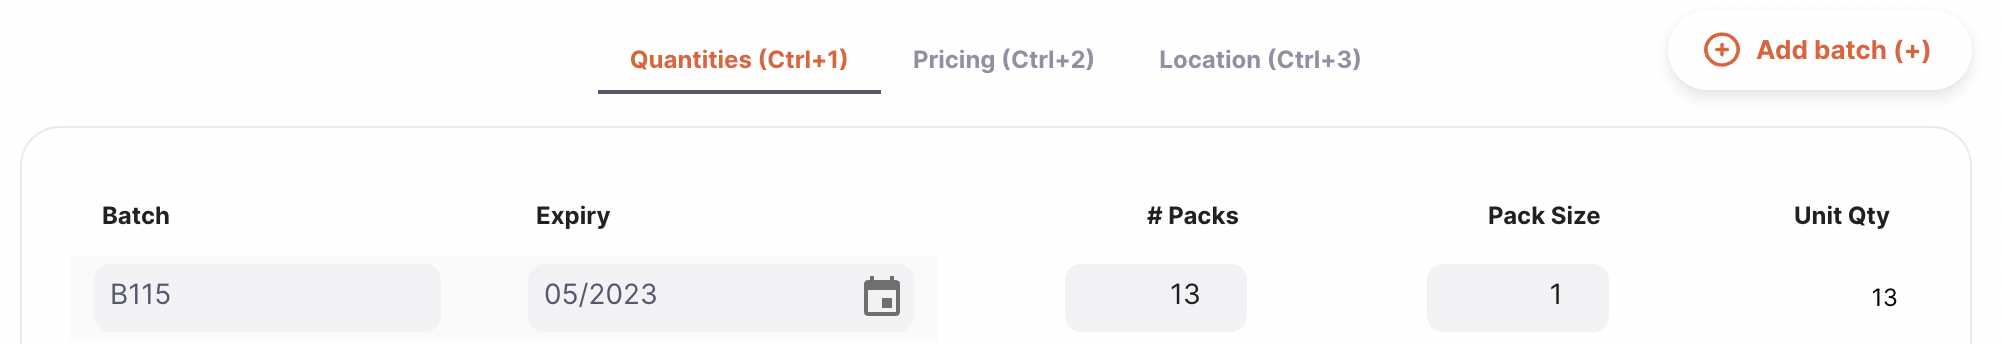 Quantities (Ctrl+1) Pricing (Ctrl+2) Location (Ctrl+3) Add batch (+)
Batch Expiry # Packs Pack Size Unit Qty
B115 05/2023 13 1 13